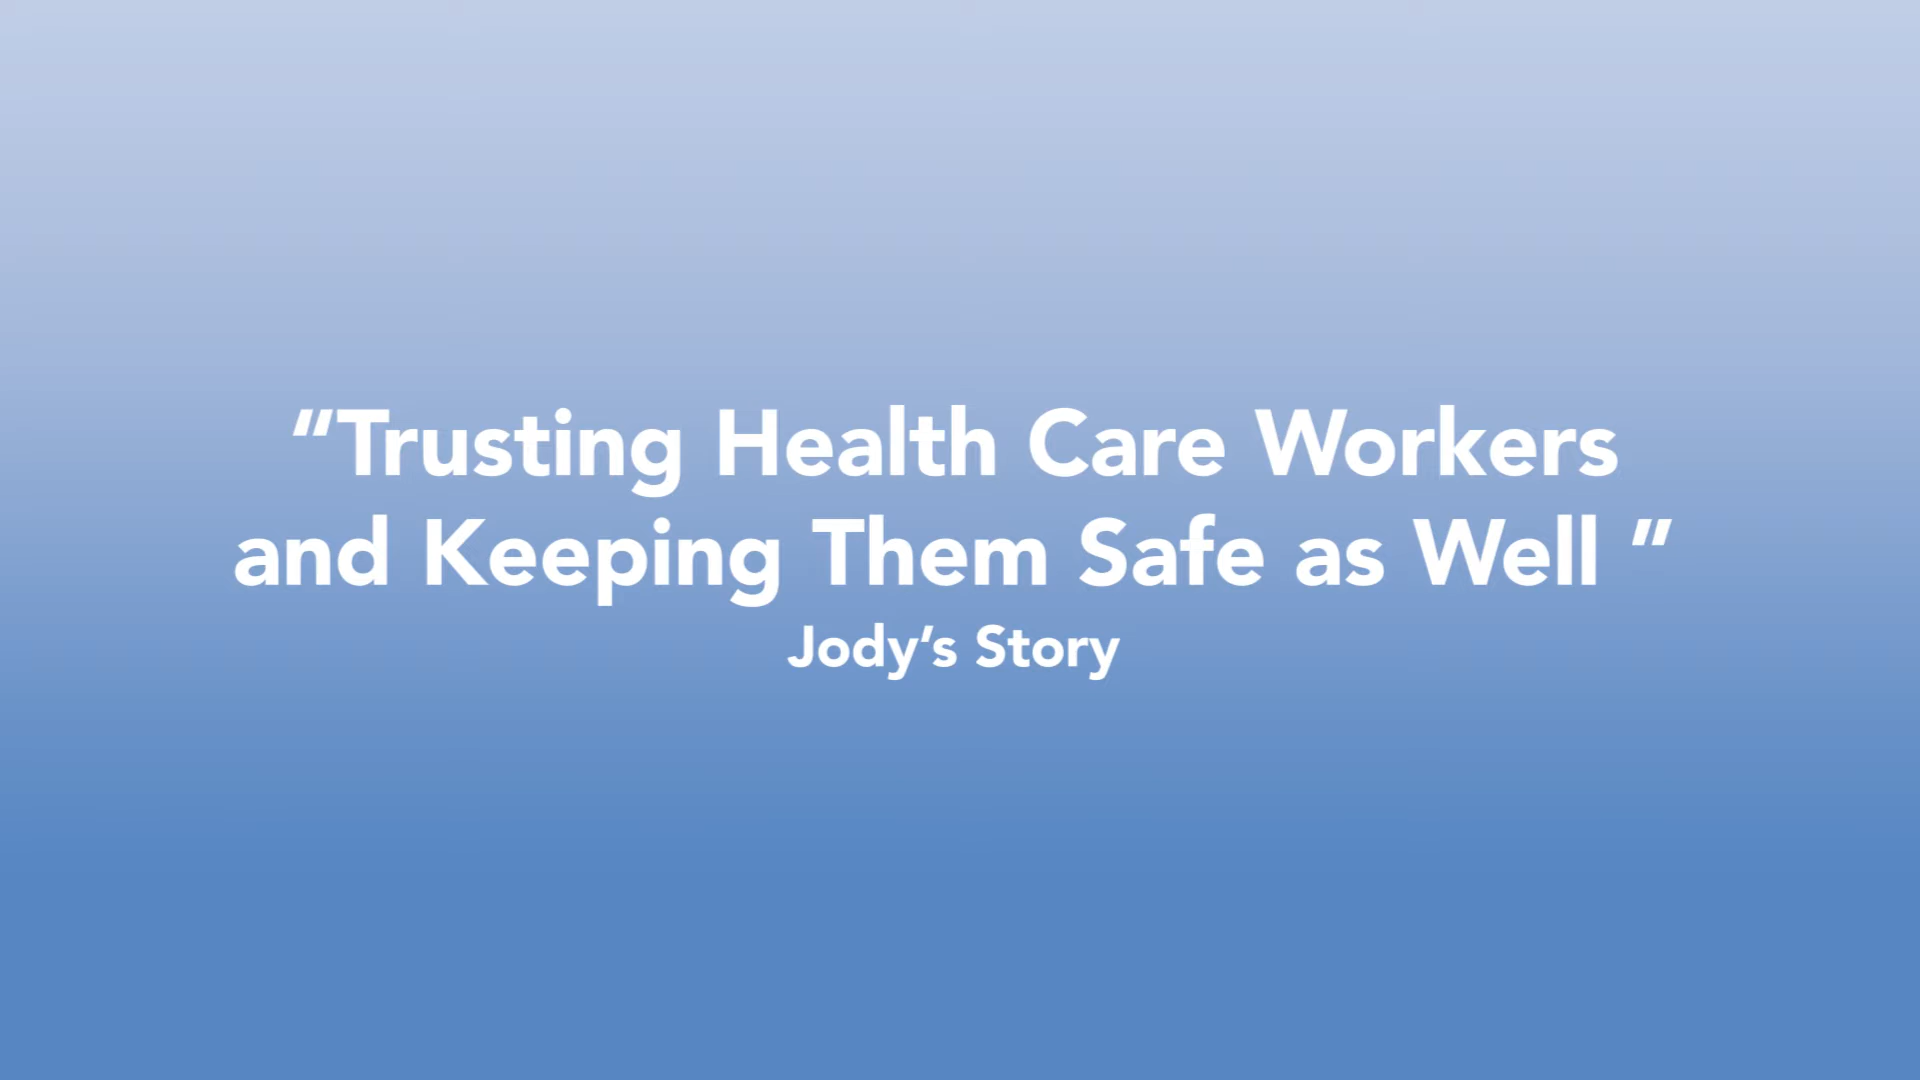 “Trusting Health Care Workers
and Keeping Them Safe as Well ”
Jody’s Story